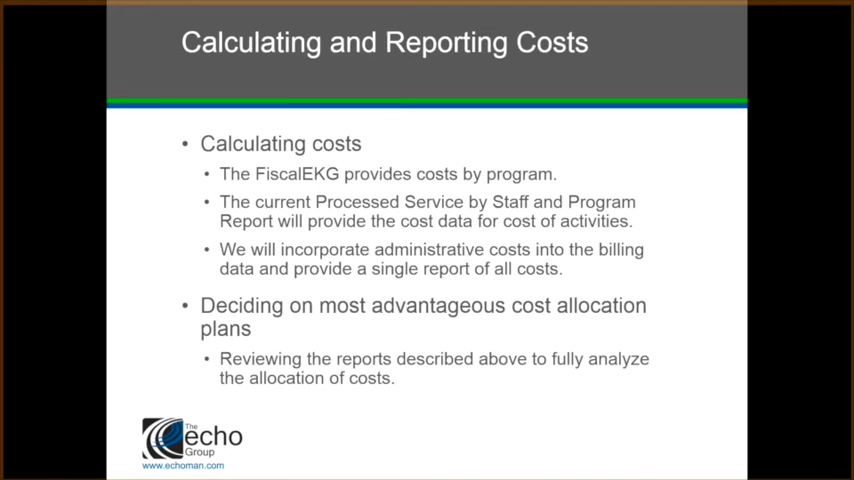 Calculating and Reporting Costs
• Calculating costs
• The FiscalEKG provides costs by program.
• The current Processed Service by Staff and Program
Report will provide the cost data for cost of activities.
• We will incorporate administrative costs into the billing
data and provide a single report of all costs.
• Deciding on most advantageous cost allocation
plans
• Reviewing the reports described above to fully analyze
the allocation of costs.
The
echo
Group
www.echoman.com